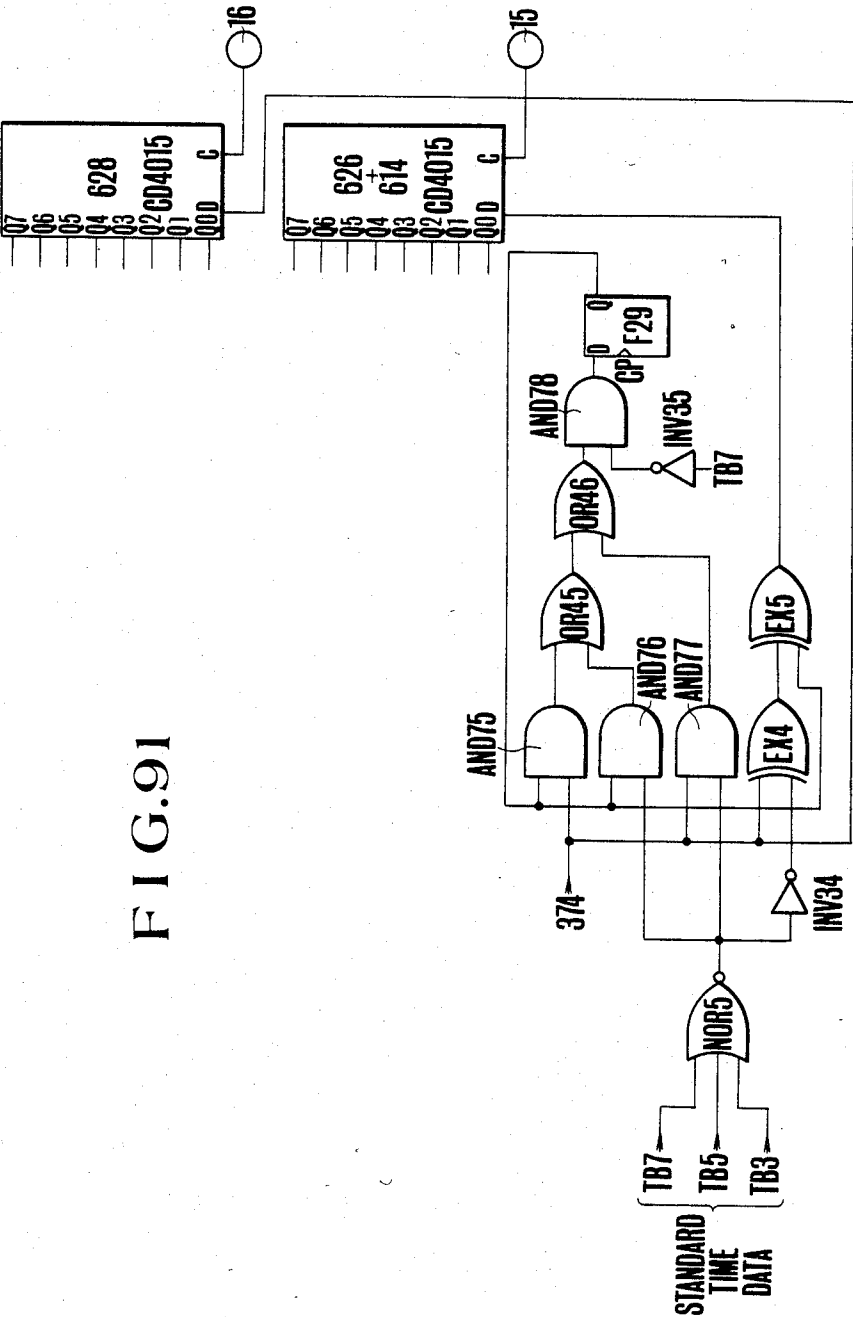 FIG.91
16
628
CD4015
C
D
Q7
Q6
Q5
Q4
Q3
Q2
Q1
Q0
15
626
+
614
CD4015
C
D
Q7
Q6
Q5
Q4
Q3
Q2
Q1
Q0
D
Q
CP
F29
AND78
INV35
TB7
OR46
OR45
AND75
AND76
AND77
EX5
EX4
374
INV34
NOR5
TB7
TB5
TB3
STANDARD
TIME
DATA